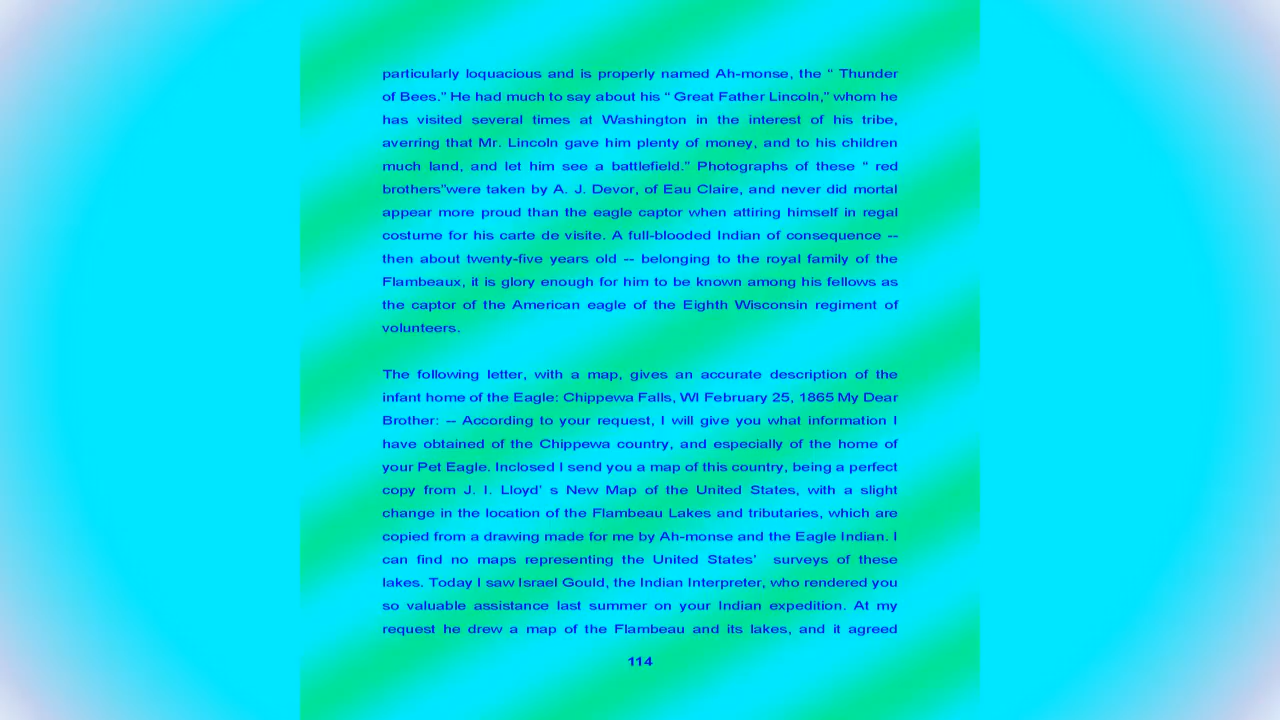 particularly loquacious and is properly named Ah-monse, the “ Thunder
of Bees.” He had much to say about his “ Great Father Lincoln,” whom he
has visited several times at Washington in the interest of his tribe,
averring that Mr. Lincoln gave him plenty of money, and to his children
much land, and let him see a battlefield.” Photographs of these “ red
brothers”were taken by A. J. Devor, of Eau Claire, and never did mortal
appear more proud than the eagle captor when attiring himself in regal
costume for his carte de visite. A full-blooded Indian of consequence --
then about twenty-five years old -- belonging to the royal family of the
Flambeaux, it is glory enough for him to be known among his fellows as
the captor of the American eagle of the Eighth Wisconsin regiment of
volunteers.
The following letter, with a map, gives an accurate description of the
infant home of the Eagle: Chippewa Falls, WI February 25, 1865 My Dear
Brother: -- According to your request, I will give you what information I
have obtained of the Chippewa country, and especially of the home of
your Pet Eagle. Inclosed I send you a map of this country, being a perfect
copy from J. I. Lloyd’ s New Map of the United States, with a slight
change in the location of the Flambeau Lakes and tributaries, which are
copied from a drawing made for me by Ah-monse and the Eagle Indian. I
can find no maps representing the United States’  surveys of these
lakes. Today I saw Israel Gould, the Indian Interpreter, who rendered you
so valuable assistance last summer on your Indian expedition. At my
request he drew a map of the Flambeau and its lakes, and it agreed
114